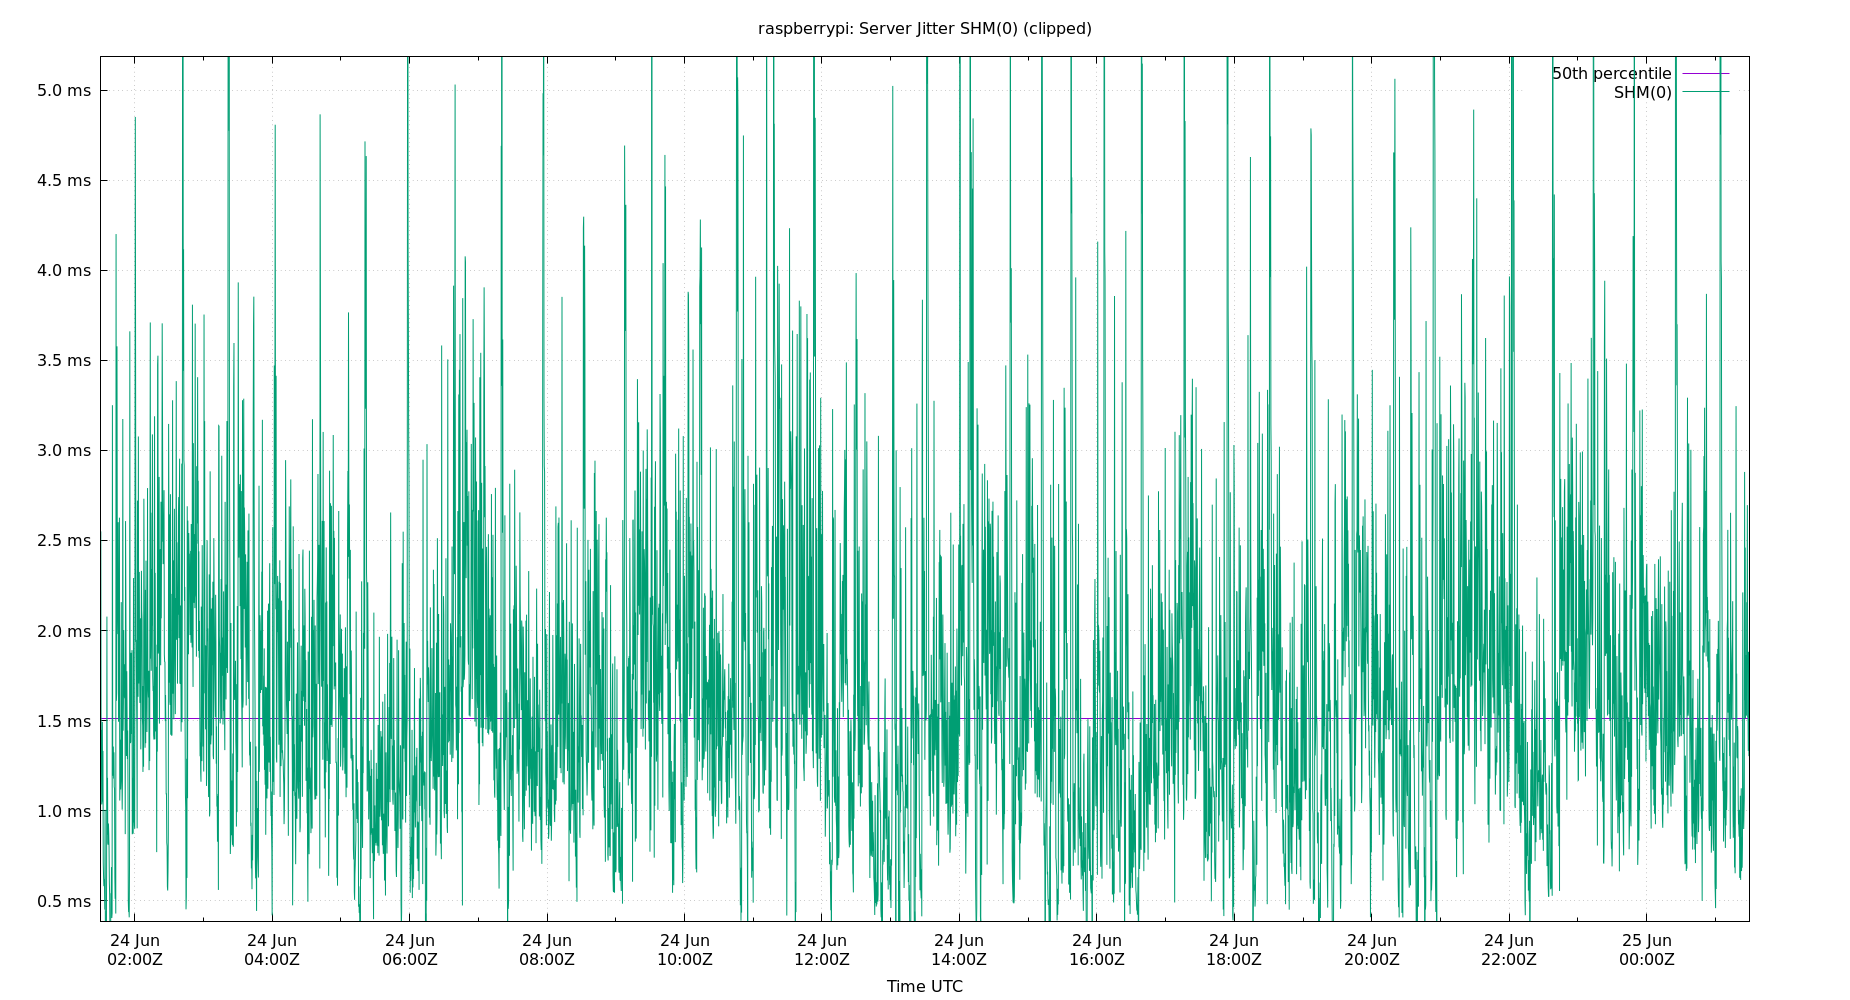 raspberrypi: Server Jitter SHM(0) (clipped)
50th percentile
SHM(0)
5.0 ms
4.5 ms
4.0 ms
3.5 ms
3.0 ms
2.5 ms
2.0 ms
1.5 ms
1.0 ms
0.5 ms
24 Jun 24 Jun 24 Jun 24 Jun 24 Jun 24 Jun 24 Jun 24 Jun 24 Jun 24 Jun 24 Jun 25 Jun
02:00Z 04:00Z 06:00Z 08:00Z 10:00Z 12:00Z 14:00Z 16:00Z 18:00Z 20:00Z 22:00Z 00:00Z
Time UTC